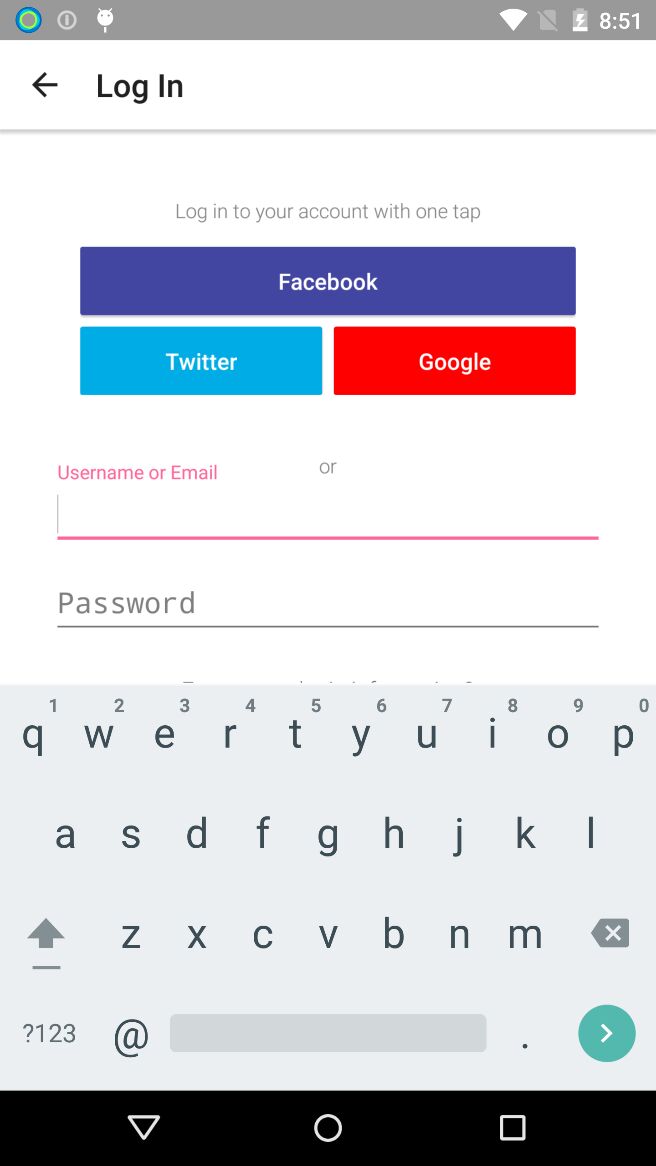 8:51
Log In
Log in to your account with one tap
Facebook
Twitter
Google
or
Username or Email
Password
1 2 3 4 5 6 7 8 9 0
q w e r t y u i o p
a s d f g h j k l
z x c v b n m
?123 @ .